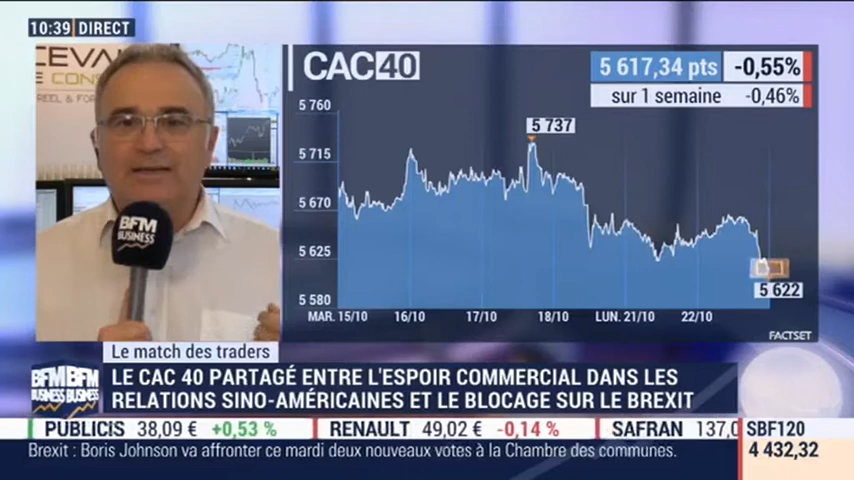 10:39 DIRECT
CEVA
E CONS
REEL & FOR
BFM
BUSINESS
CAC40
5 617,34 pts -0,55%
sur 1 semaine -0,46%
5 760
5 737
5 715
5 670
5 625
5 622
5 580
MAR. 15/10 16/10 17/10 18/10 LUN. 21/10 22/10
FACTSET
Le match des traders
BFM BFM
BUSINESS BUSINESS
LE CAC 40 PARTAGÉ ENTRE L'ESPOIR COMMERCIAL DANS LES
RELATIONS SINO-AMÉRICAINES ET LE BLOCAGE SUR LE BREXIT
PUBLICIS 38,09 € +0,53 % RENAULT 49,02 € -0,14 % SAFRAN 137,0
SBF120
4 432,32
Brexit : Boris Johnson va affronter ce mardi deux nouveaux votes à la Chambre des communes.